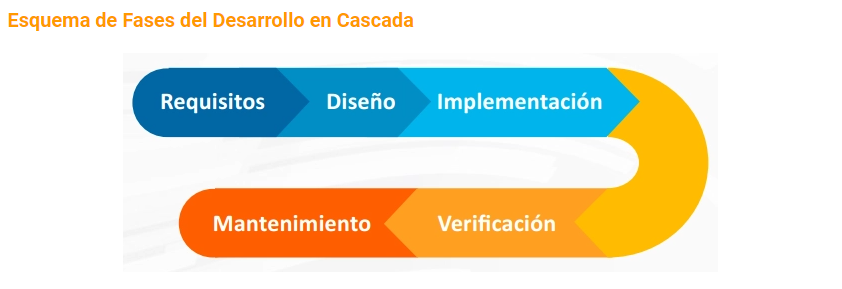 Esquema de Fases del Desarrollo en Cascada
Requisitos
Diseño
Implementación
Verificación
Mantenimiento